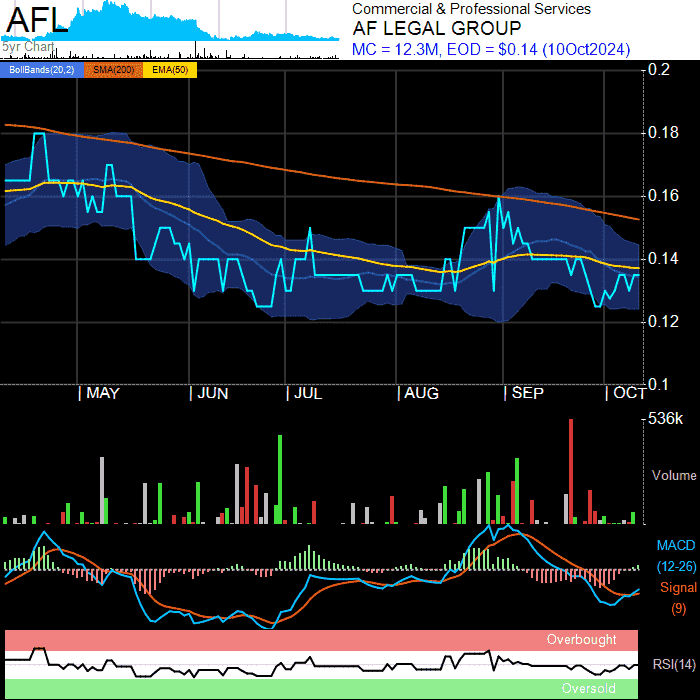 AFL
5yr Chart
Commercial & Professional Services
AF LEGAL GROUP
MC = 12.3M, EOD = $0.14 (10Oct2024)
BollBands(20,2) SMA(200) EMA(50)
0.2
0.18
0.16
0.14
0.12
0.1
| MAY | JUN | JUL | AUG | SEP | OCT
536k
Volume
MACD
(12-26)
Signal
(9)
Overbought
RSI(14)
Oversold